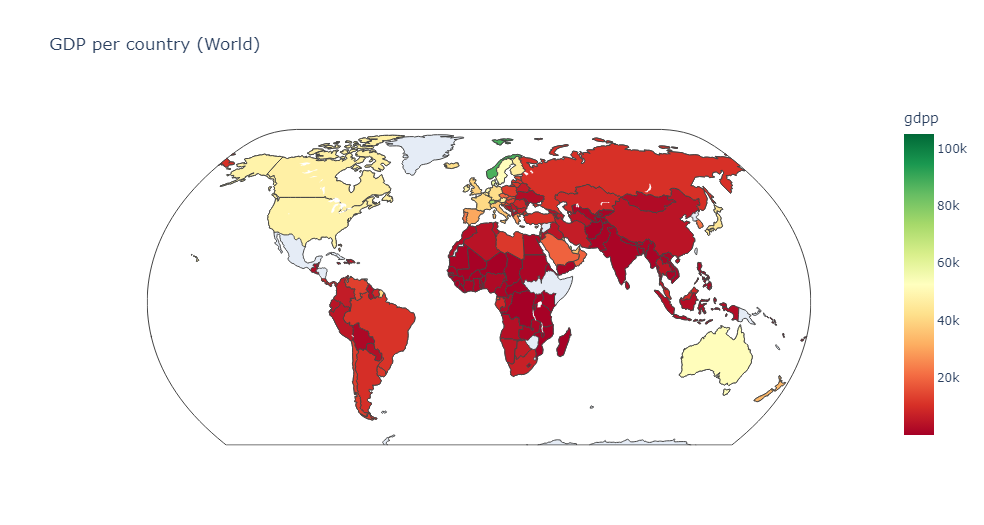 GDP per country (World)
gdpp
100k
80k
60k
40k
20k